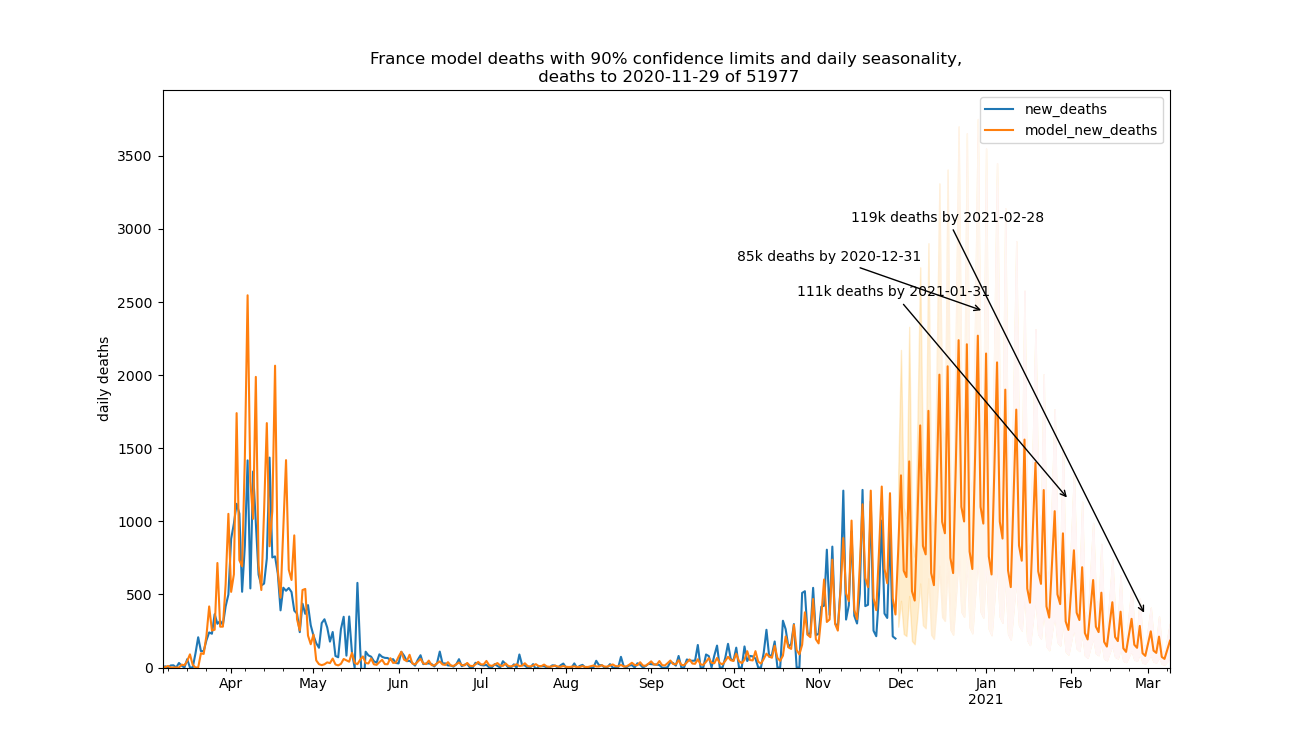 France model deaths with 90% confidence limits and daily seasonality,
deaths to 2020-11-29 of 51977
new_deaths
model_new_deaths
3500
3000
2500
2000
1500
1000
500
0
daily deaths
119k deaths by 2021-02-28
85k deaths by 2020-12-31
111k deaths by 2021-01-31
Apr May Jun Jul Aug Sep Oct Nov Dec Jan Feb Mar
2021